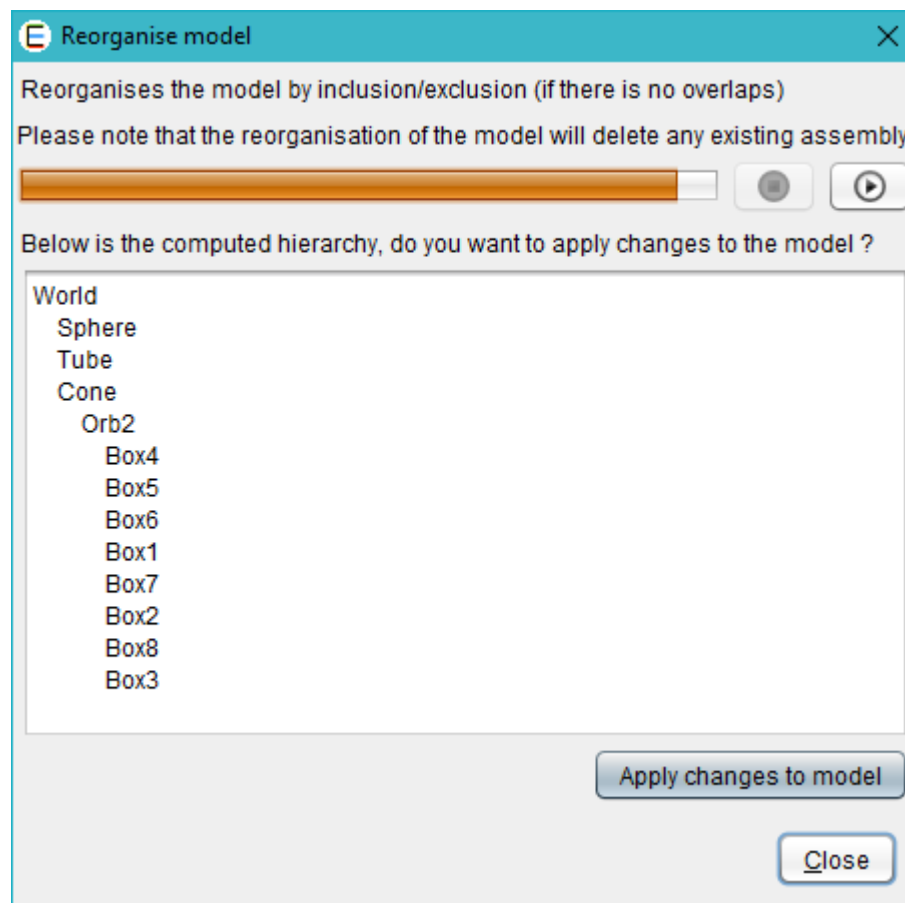 E Reorganise model
Reorganises the model by inclusion/exclusion (if there is no overlaps)
Please note that the reorganisation of the model will delete any existing assembly
Below is the computed hierarchy, do you want to apply changes to the model ?
World
Sphere
Tube
Cone
Orb2
Box4
Box5
Box6
Box1
Box7
Box2
Box8
Box3
Apply changes to model
Close